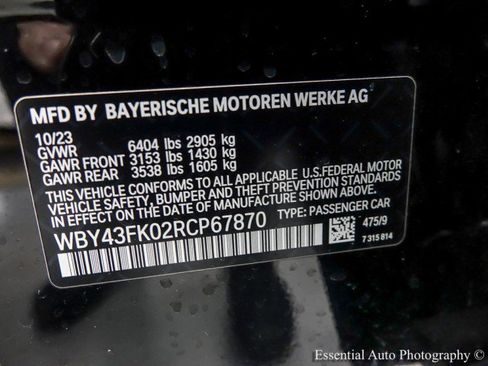 MFD BY BAYERISCHE MOTOREN WERKE AG
10/23
GVWR 6404 lbs 2905 kg
GAWR FRONT 3153 lbs 1430 kg
GAWR REAR 3538 lbs 1605 kg
THIS VEHICLE CONFORMS TO ALL APPLICABLE U.S.FEDERAL MOTOR
VEHICLE SAFETY, BUMPER, AND THEFT PREVENTION STANDARDS
IN EFFECT ON THE DATE OF MANUFACTURE SHOWN ABOVE.
WBY43FK02RCP67870 TYPE: PASSENGER CAR
475/9
7 315 814
Essential Auto Photography ©